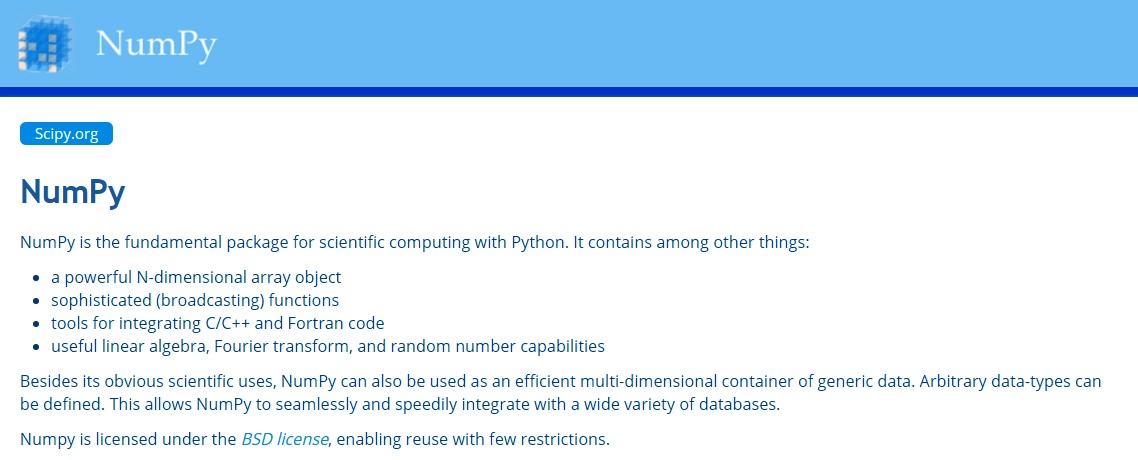 NumPy
Scipy.org
NumPy
NumPy is the fundamental package for scientific computing with Python. It contains among other things:
a powerful N-dimensional array object
sophisticated (broadcasting) functions
tools for integrating C/C++ and Fortran code
useful linear algebra, Fourier transform, and random number capabilities
Besides its obvious scientific uses, NumPy can also be used as an efficient multi-dimensional container of generic data. Arbitrary data-types can
be defined. This allows NumPy to seamlessly and speedily integrate with a wide variety of databases.
Numpy is licensed under the BSD license, enabling reuse with few restrictions.